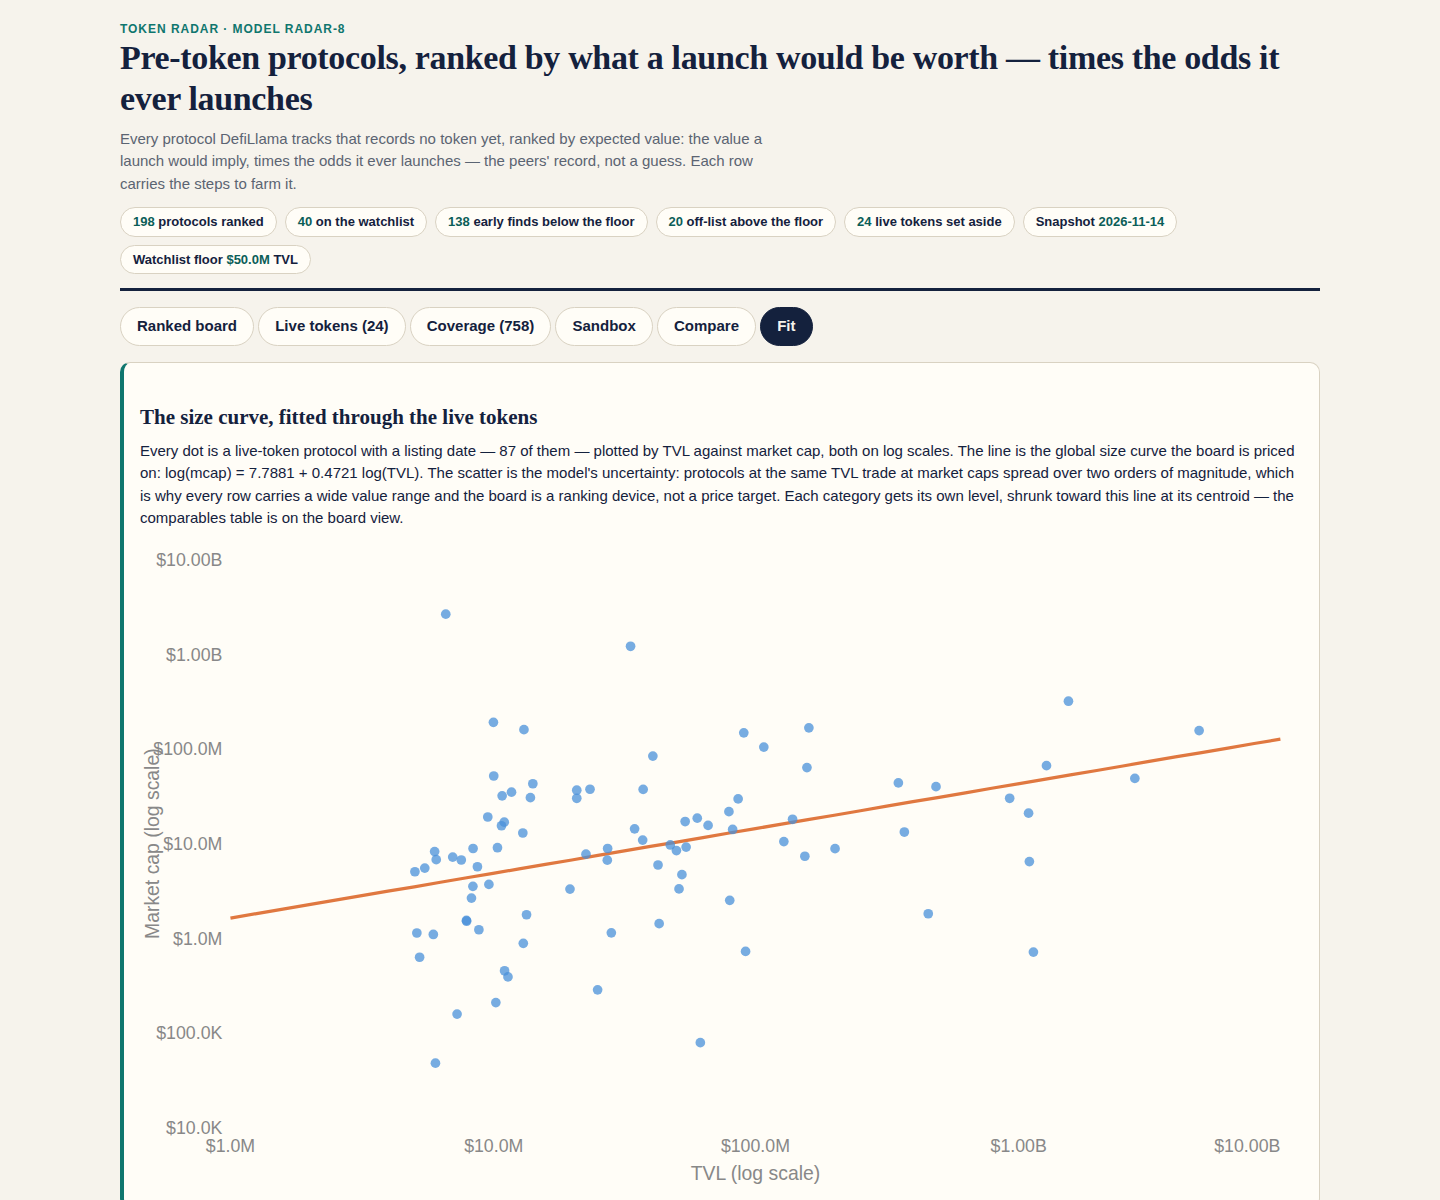 TOKEN RADAR · MODEL RADAR-8
Pre-token protocols, ranked by what a launch would be worth — times the odds it
ever launches
Every protocol DefiLlama tracks that records no token yet, ranked by expected value: the value a
launch would imply, times the odds it ever launches — the peers' record, not a guess. Each row
carries the steps to farm it.
198 protocols ranked
40 on the watchlist
138 early finds below the floor
20 off-list above the floor
24 live tokens set aside
Snapshot 2026-11-14
Watchlist floor $50.0M TVL
Ranked board
Live tokens (24)
Coverage (758)
Sandbox
Compare
Fit
The size curve, fitted through the live tokens
Every dot is a live-token protocol with a listing date — 87 of them — plotted by TVL against market cap, both on log scales. The line is the global size curve the board is priced
on: log(mcap) = 7.7881 + 0.4721 log(TVL). The scatter is the model's uncertainty: protocols at the same TVL trade at market caps spread over two orders of magnitude, which
is why every row carries a wide value range and the board is a ranking device, not a price target. Each category gets its own level, shrunk toward this line at its centroid — the
comparables table is on the board view.
$10.00B
$1.00B
$100.0M
$10.0M
$1.0M
$100.0K
$10.0K
Market cap (log scale)
$1.0M
$10.0M
$100.0M
$1.00B
$10.00B
TVL (log scale)